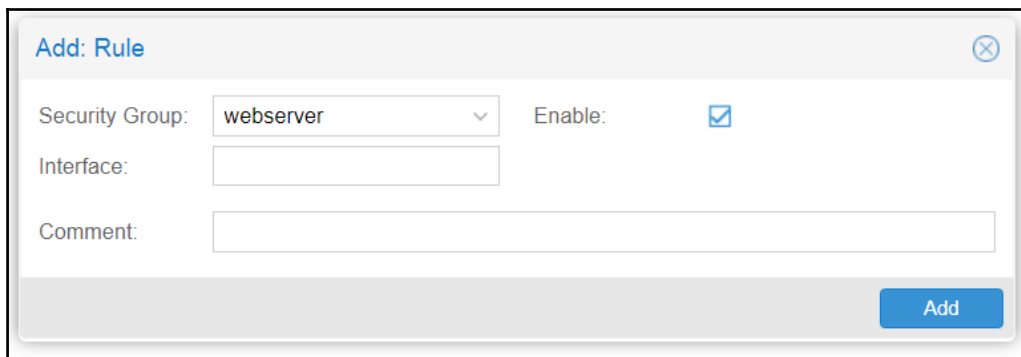 Add: Rule
Security Group: webserver Enable:
Interface:
Comment:
Add